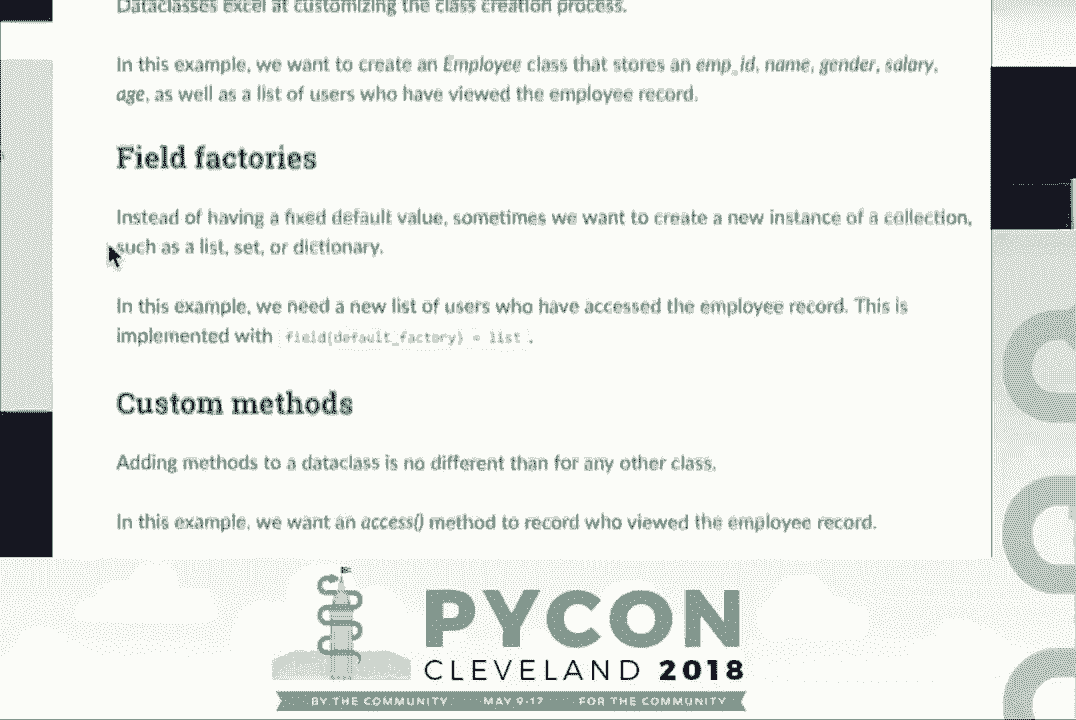 Dataclasses excel at customizing the class creation process.
In this example, we want to create an Employee class that stores an emp_id, name, gender, salary,
age, as well as a list of users who have viewed the employee record.
Field factories
Instead of having a fixed default value, sometimes we want to create a new instance of a collection,
such as a list, set, or dictionary.
In this example, we need a new list of users who have accessed the employee record. This is
implemented with field(default_factory) = list .
Custom methods
Adding methods to a dataclass is no different than for any other class.
In this example, we want an access() method to record who viewed the employee record.
PYCON
CLEVELAND 2018
BY THE COMMUNITY MAY 9-17 FOR THE COMMUNITY